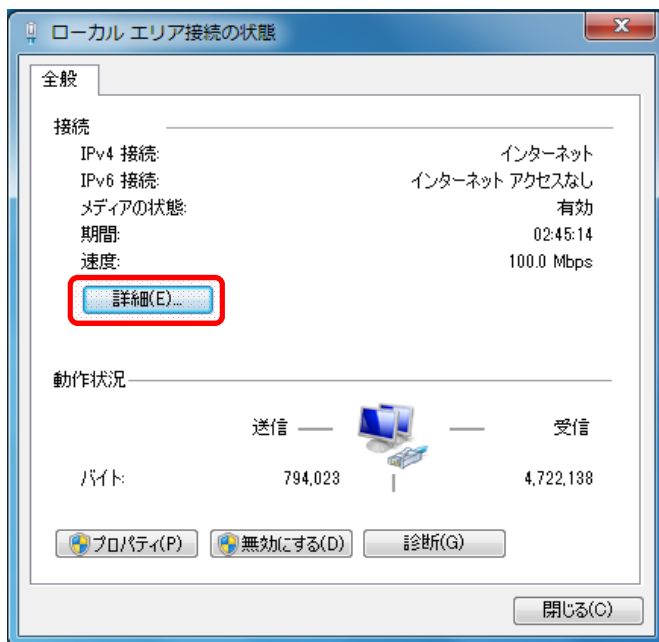 ローカル エリア接続の状態
全般
接続
IPv4 接続: インターネット
IPv6 接続: インターネット アクセスなし
メディアの状態: 有効
期間: 02:45:14
速度: 100.0 Mbps
詳細(E)...
動作状況
送信 受信
バイト: 794,023 4,722,138
プロパティ(P) 無効にする(D) 診断(G)
閉じる(C)